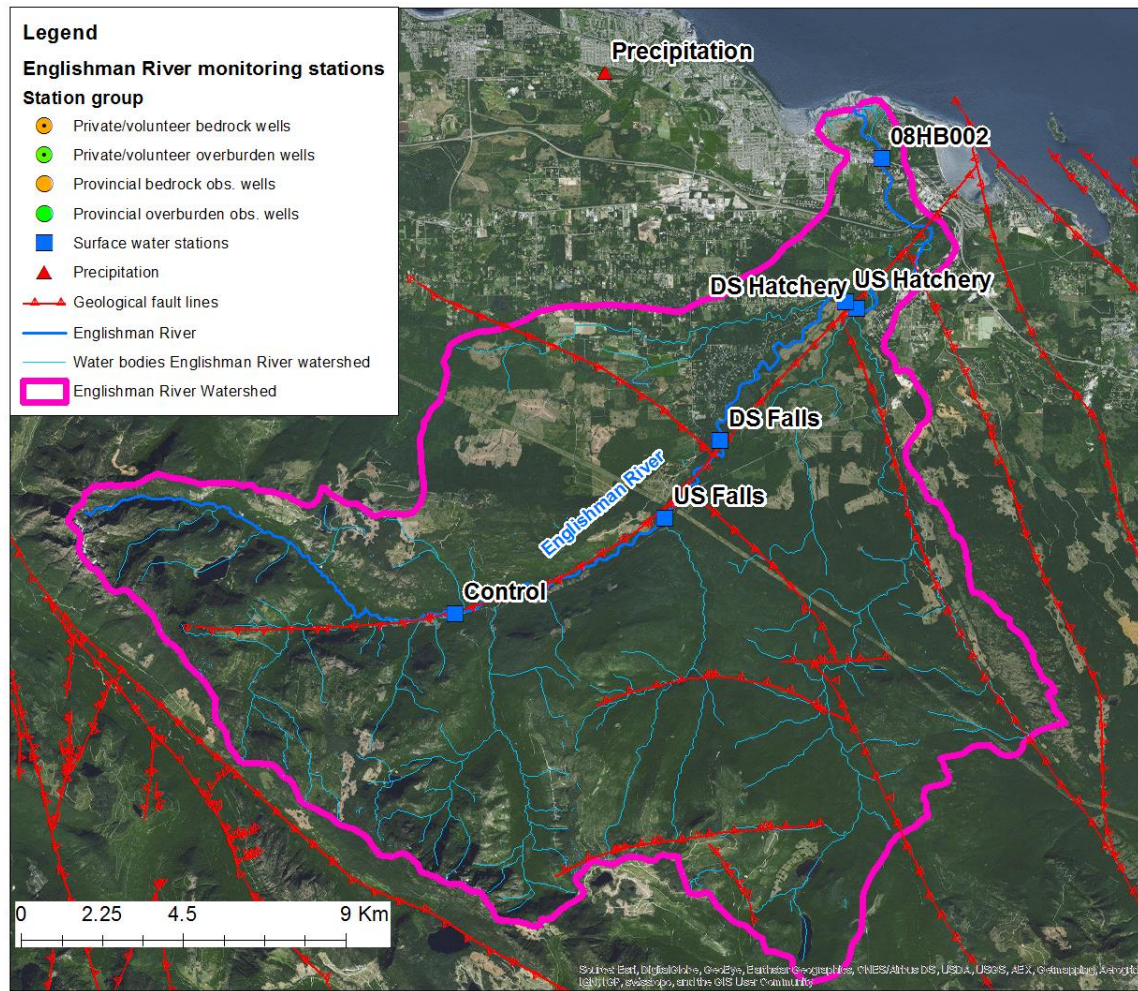 Legend
Englishman River monitoring stations
Station group
Private/volunteer bedrock wells
Private/volunteer overburden wells
Provincial bedrock obs. wells
Provincial overburden obs. wells
Surface water stations
Precipitation
Geological fault lines
Englishman River
Water bodies Englishman River watershed
Englishman River Watershed
Precipitation
08HB002
DS Hatchery
US Hatchery
DS Falls
US Falls
Englishman River
Control
0 2.25 4.5 9 Km
Source: Esri, DigitalGlobe, GeoEye, Earthstar Geographics, CNES/Airbus DS, USDA, USGS, AEX, Getmapping, Aerogrid,
IGN, IGP, swisstopo, and the GIS User Community